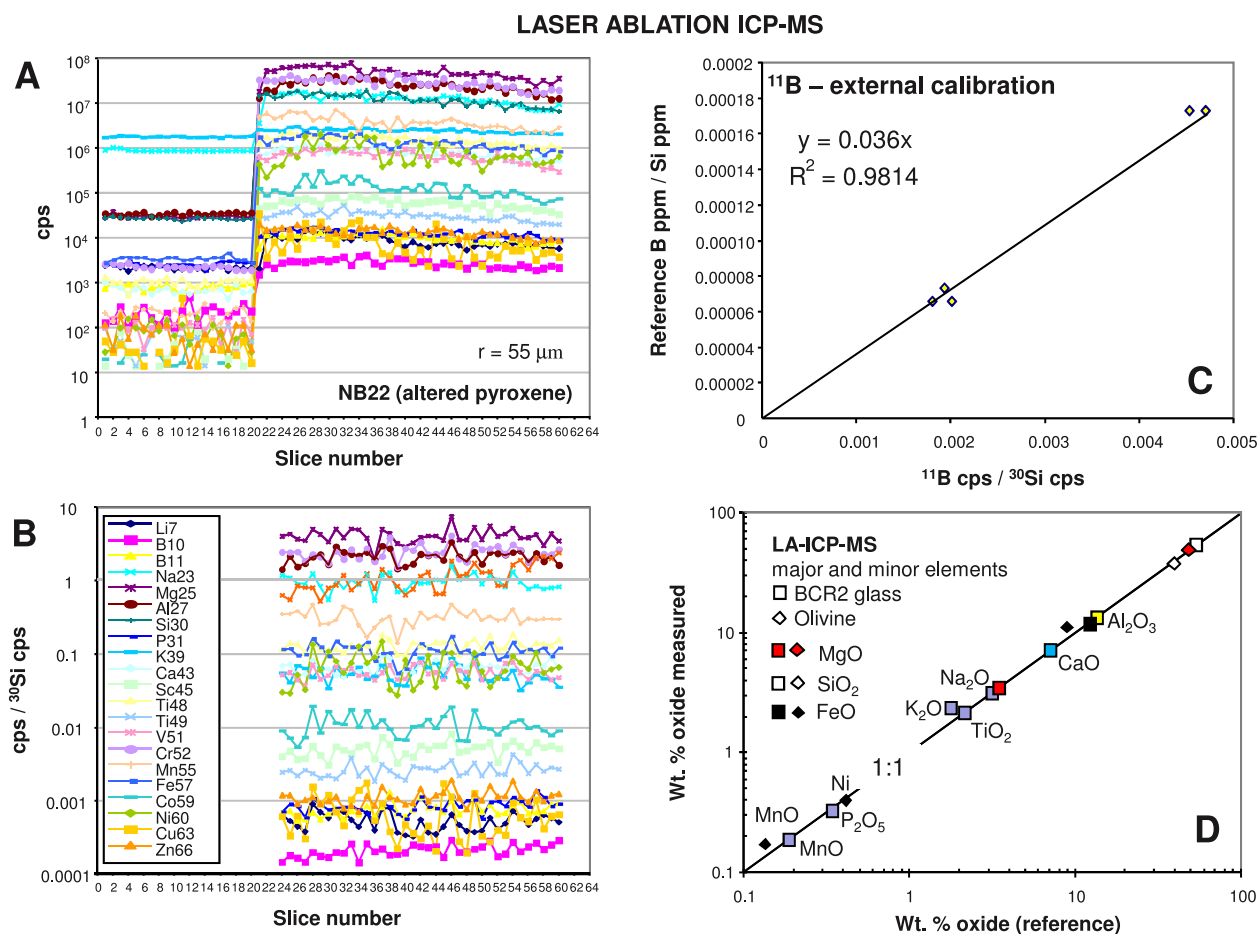 LASER ABLATION ICP-MS
A
10⁸
10⁷
10⁶
10⁵
10⁴
10³
10²
10
1
cps
r = 55 µm
NB22 (altered pyroxene)
0 2 4 6 8 10 12 14 16 18 20 22 24 26 28 30 32 34 36 38 40 42 44 46 48 50 52 54 56 58 60 62 64
Slice number
0.0002
0.00018
0.00016
0.00014
0.00012
0.00010
0.00008
0.00006
0.00004
0.00002
0
Reference B ppm / Si ppm
¹¹B – external calibration
y = 0.036x
R² = 0.9814
C
0 0.001 0.002 0.003 0.004 0.005
¹¹B cps / ³⁰Si cps
B
10
1
0.1
0.01
0.001
0.0001
cps / ³⁰Si cps
Li7
B10
B11
Na23
Mg25
Al27
Si30
P31
K39
Ca43
Sc45
Ti48
Ti49
V51
Cr52
Mn55
Fe57
Co59
Ni60
Cu63
Zn66
0 2 4 6 8 10 12 14 16 18 20 22 24 26 28 30 32 34 36 38 40 42 44 46 48 50 52 54 56 58 60 62 64
Slice number
100
10
1
0.1
Wt. % oxide measured
LA-ICP-MS
major and minor elements
BCR2 glass
Olivine
MgO
SiO₂
FeO
Al₂O₃
CaO
Na₂O
K₂O
TiO₂
1:1
Ni
P₂O₅
MnO
MnO
D
0.1 1 10 100
Wt. % oxide (reference)